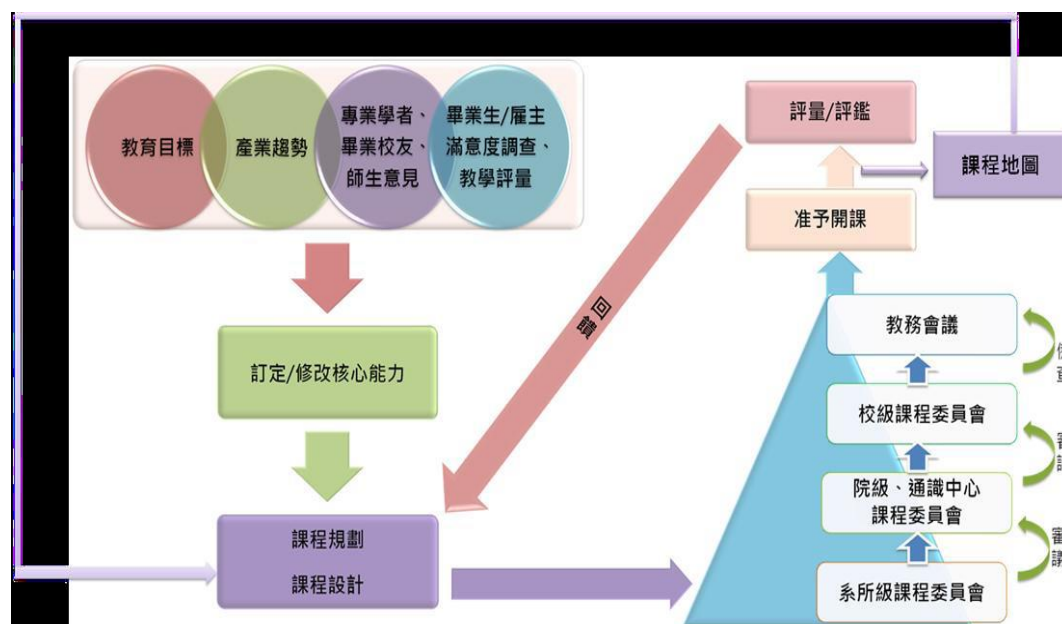 教育目標
產業趨勢
專業學者、
畢業校友、
師生意見
畢業生/雇主
滿意度調查、
教學評量
訂定/修改核心能力
課程規劃
課程設計
回饋
評量/評鑑
課程地圖
准予開課
教務會議
校級課程委員會
院級、通識中心
課程委員會
審
議
系所級課程委員會